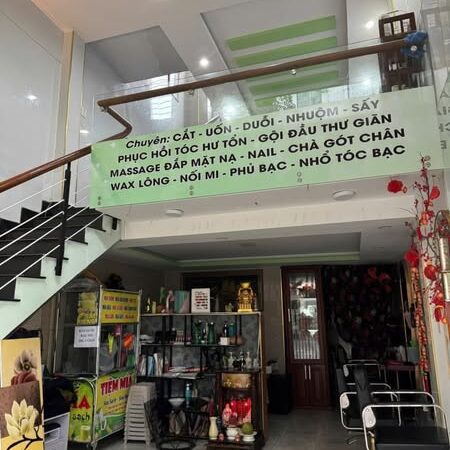 Chuyên: CẮT - UỐN - DUỖI - NHUỘM - SẤY
PHỤC HỒI TÓC HƯ TỔN - GỘI ĐẦU THƯ GIÃN
MASSAGE ĐẮP MẶT NẠ - NAIL - CHÀ GÓT CHÂN
WAX LÔNG - NỐI MI - PHỦ BẠC - NHỔ TÓC BẠC
TIỆM MÍA